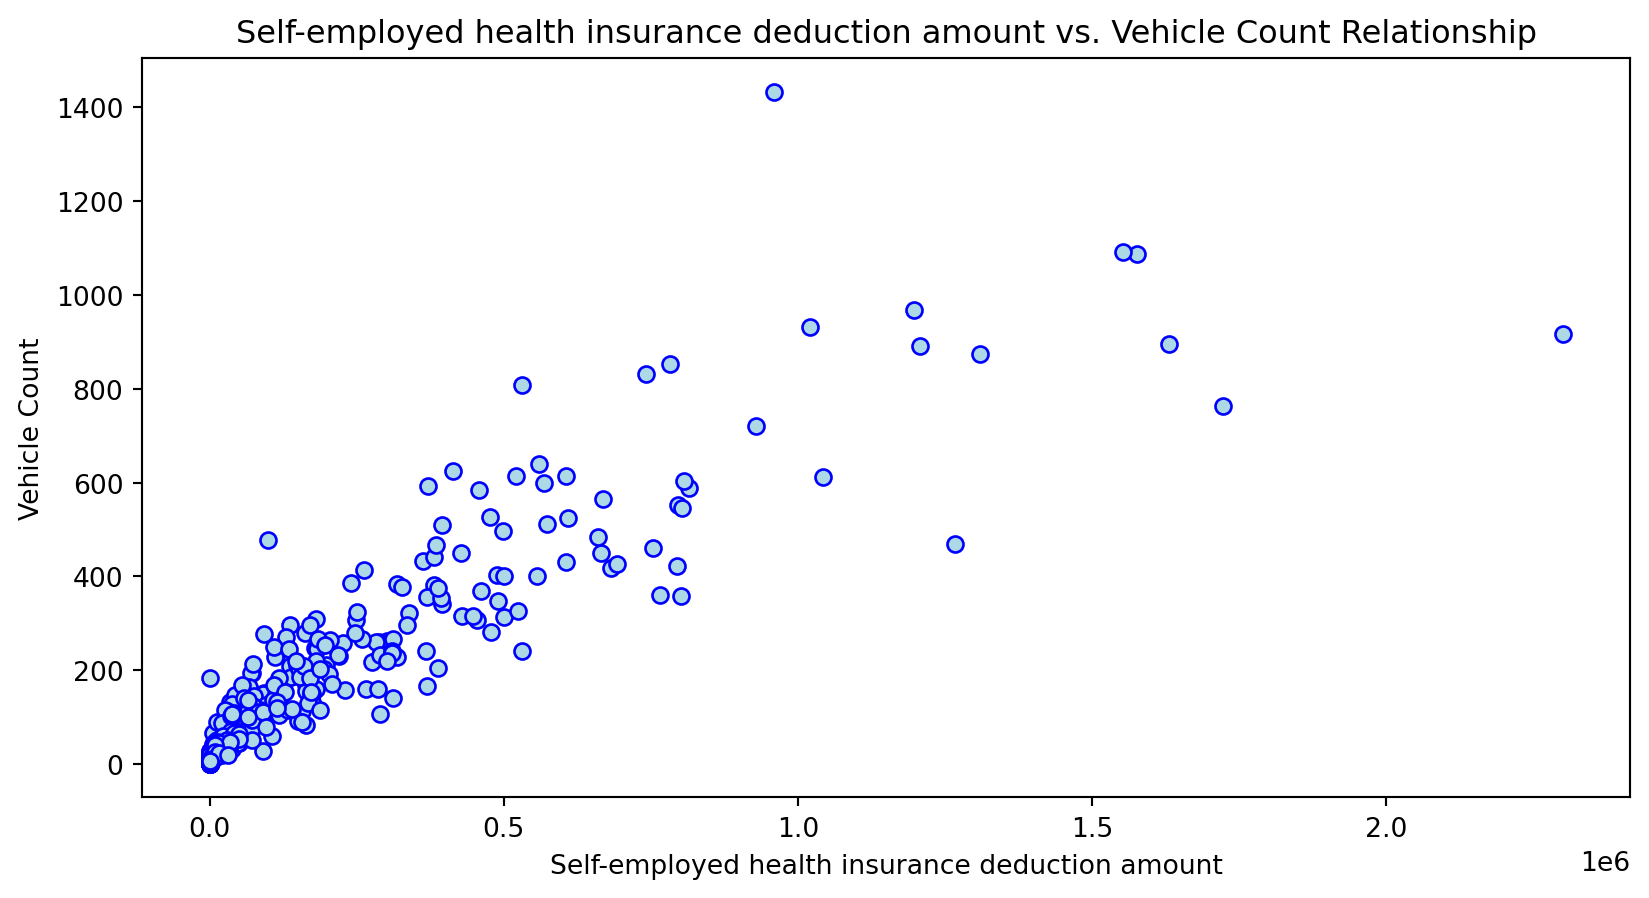 Self-employed health insurance deduction amount vs. Vehicle Count Relationship
1400
1200
1000
800
600
400
200
0
Vehicle Count
0.0 0.5 1.0 1.5 2.0
1e6
Self-employed health insurance deduction amount